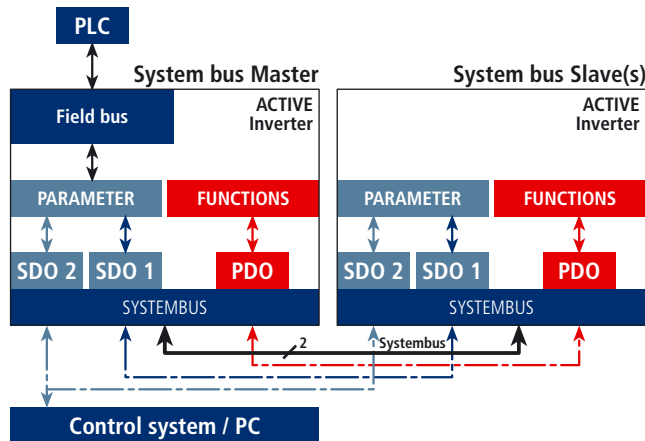 PLC
System bus Master
System bus Slave(s)
Field bus
ACTIVE
Inverter
ACTIVE
Inverter
PARAMETER
FUNCTIONS
PARAMETER
FUNCTIONS
SDO 2
SDO 1
PDO
SDO 2
SDO 1
PDO
SYSTEMBUS
SYSTEMBUS
2
Systembus
Control system / PC